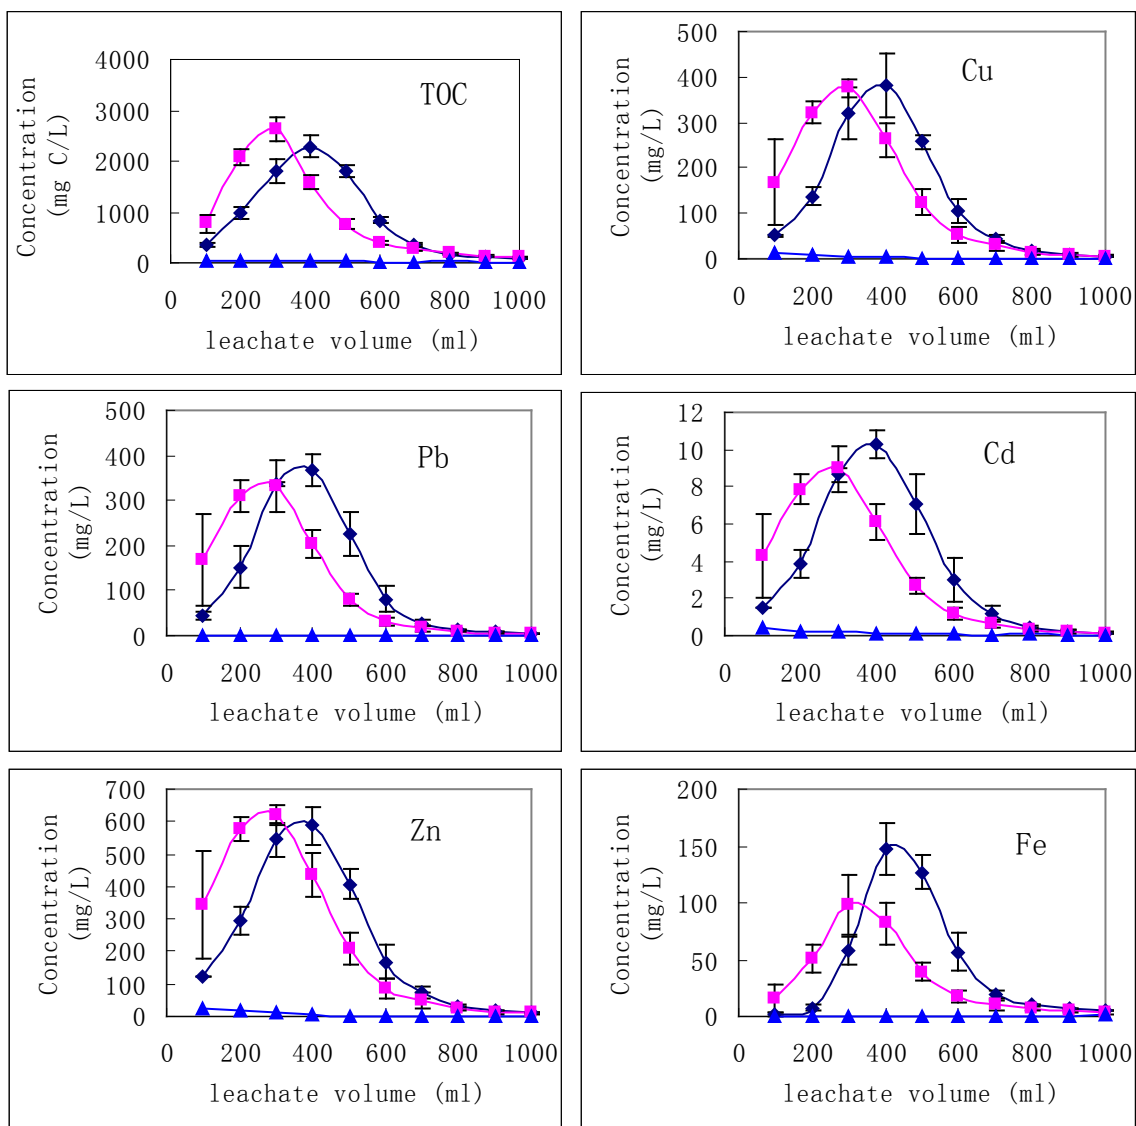 TOC
Concentration
(mg C/L)
4000
3000
2000
1000
0
0 200 400 600 800 1000
leachate volume (ml)
Cu
Concentration
(mg/L)
500
400
300
200
100
0
0 200 400 600 800 1000
leachate volume (ml)
Pb
Concentration
(mg/L)
500
400
300
200
100
0
0 200 400 600 800 1000
leachate volume (ml)
Cd
Concentration
(mg/L)
12
10
8
6
4
2
0
0 200 400 600 800 1000
leachate volume (ml)
Zn
Concentration
(mg/L)
700
600
500
400
300
200
100
0
0 200 400 600 800 1000
leachate volume (ml)
Fe
Concentration
(mg/L)
200
150
100
50
0
0 200 400 600 800 1000
leachate volume (ml)